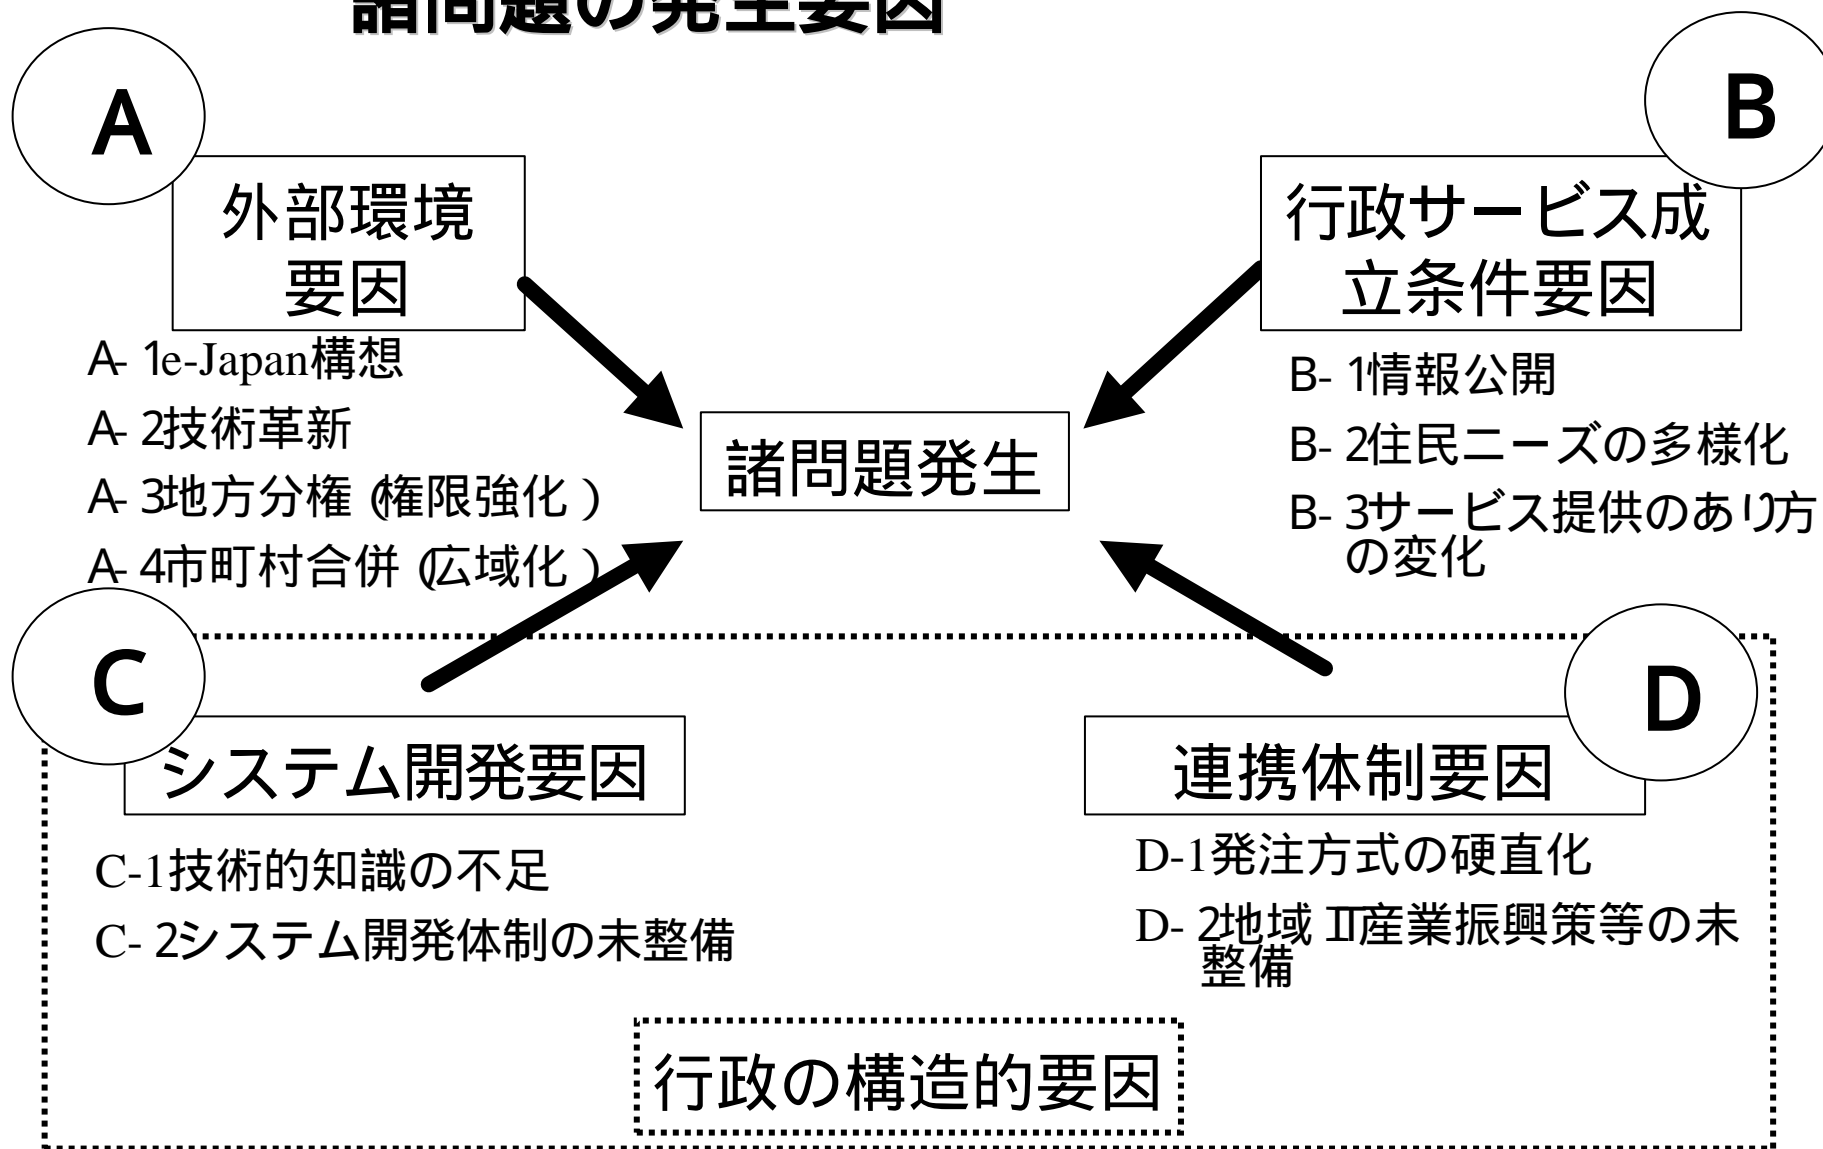 諸問題の発生要因
A
外部環境
要因
A- 1e-Japan構想
A- 2技術革新
A- 3地方分権（権限強化）
A- 4市町村合併（広域化）
B
行政サービス成
立条件要因
B- 1情報公開
B- 2住民ニーズの多様化
B- 3サービス提供のあり方
の変化
諸問題発生
C
システム開発要因
C-1技術的知識の不足
C- 2システム開発体制の未整備
D
連携体制要因
D-1発注方式の硬直化
D- 2地域IT産業振興策等の未
整備
行政の構造的要因